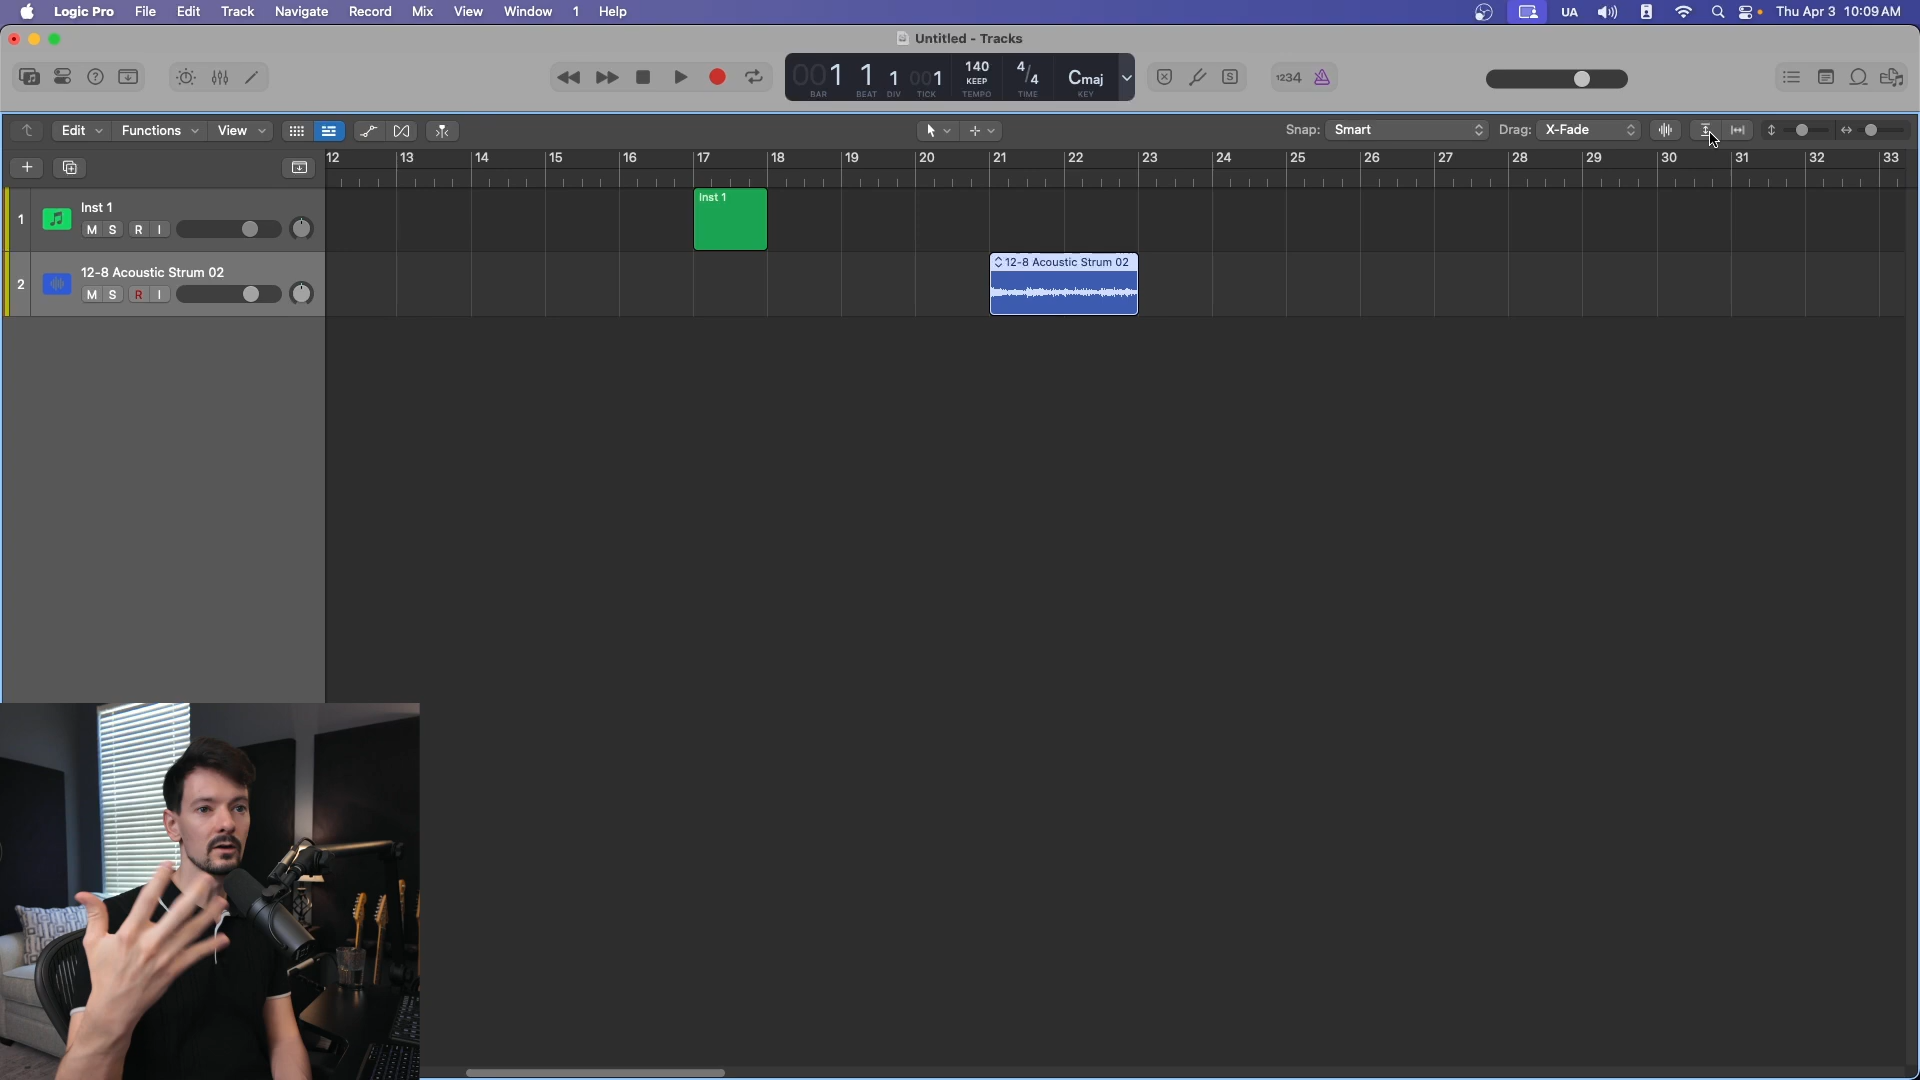 Logic Pro File Edit Track Navigate Record Mix View Window 1 Help UA Thu Apr 3 10:09 AM
Untitled - Tracks
001 1 1 001 140 KEEP 4/4 Cmaj 1234
BAR BEAT DIV TICK TEMPO TIME KEY
S
Edit Functions View Snap: Smart Drag: X-Fade
12 13 14 15 16 17 18 19 20 21 22 23 24 25 26 27 28 29 30 31 32 33
1 Inst 1
M S R I
Inst 1
2 12-8 Acoustic Strum 02
M S R I
12-8 Acoustic Strum 02